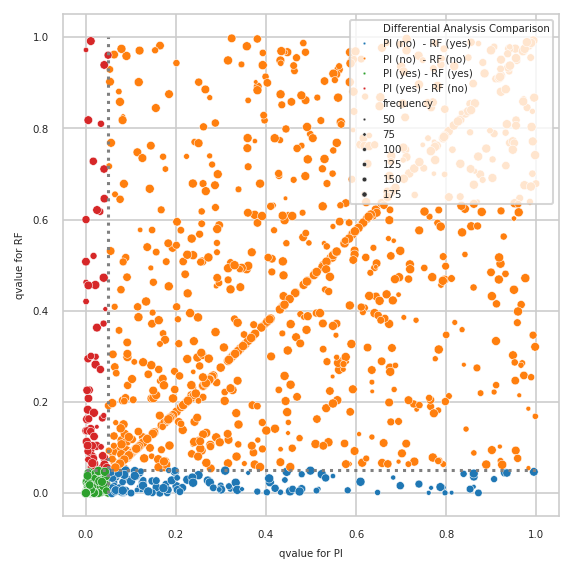 Differential Analysis Comparison
PI (no)  - RF (yes)
PI (no) - RF (no)
PI (yes) - RF (yes)
PI (yes) - RF (no)
frequency
50
75
100
125
150
175
1.0
0.8
0.6
0.4
0.2
0.0
qvalue for RF
0.0 0.2 0.4 0.6 0.8 1.0
qvalue for PI